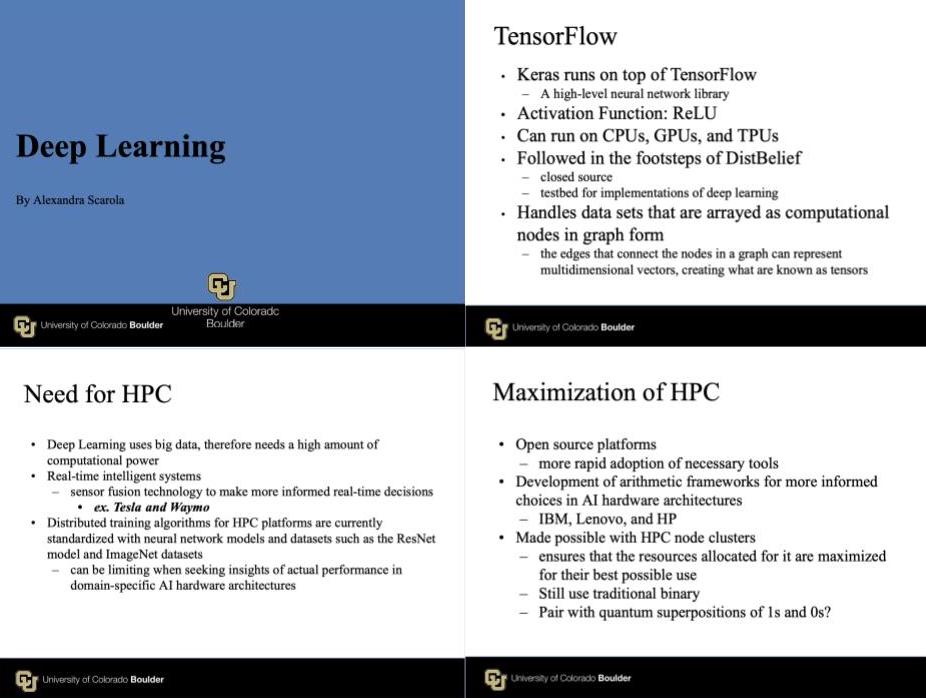 Deep Learning
By Alexandra Scarola
University of Colorado
Boulder
University of Colorado Boulder
TensorFlow
• Keras runs on top of TensorFlow
– A high-level neural network library
• Activation Function: ReLU
• Can run on CPUs, GPUs, and TPUs
• Followed in the footsteps of DistBelief
– closed source
– testbed for implementations of deep learning
• Handles data sets that are arrayed as computational
nodes in graph form
– the edges that connect the nodes in a graph can represent
multidimensional vectors, creating what are known as tensors
University of Colorado Boulder
Need for HPC
• Deep Learning uses big data, therefore needs a high amount of
computational power
• Real-time intelligent systems
– sensor fusion technology to make more informed real-time decisions
• ex. Tesla and Waymo
• Distributed training algorithms for HPC platforms are currently
standardized with neural network models and datasets such as the ResNet
model and ImageNet datasets
– can be limiting when seeking insights of actual performance in
domain-specific AI hardware architectures
University of Colorado Boulder
Maximization of HPC
• Open source platforms
– more rapid adoption of necessary tools
• Development of arithmetic frameworks for more informed
choices in AI hardware architectures
– IBM, Lenovo, and HP
• Made possible with HPC node clusters
– ensures that the resources allocated for it are maximized
for their best possible use
– Still use traditional binary
– Pair with quantum superpositions of 1s and 0s?
University of Colorado Boulder